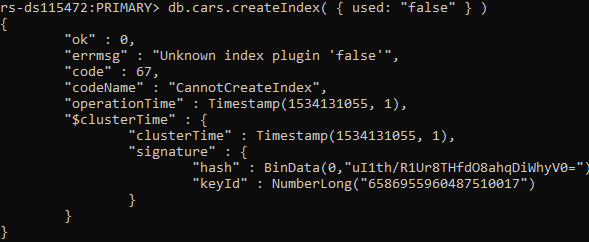 rs-ds115472:PRIMARY> db.cars.createIndex( { used: "false" } )
{
        "ok" : 0,
        "errmsg" : "Unknown index plugin 'false'",
        "code" : 67,
        "codeName" : "CannotCreateIndex",
        "operationTime" : Timestamp(1534131055, 1),
        "$clusterTime" : {
                "clusterTime" : Timestamp(1534131055, 1),
                "signature" : {
                        "hash" : BinData(0,"uI1th/R1Ur8THfdO8ahqDiWhyV0=")
                        "keyId" : NumberLong("6586955960487510017")
                }
        }
}